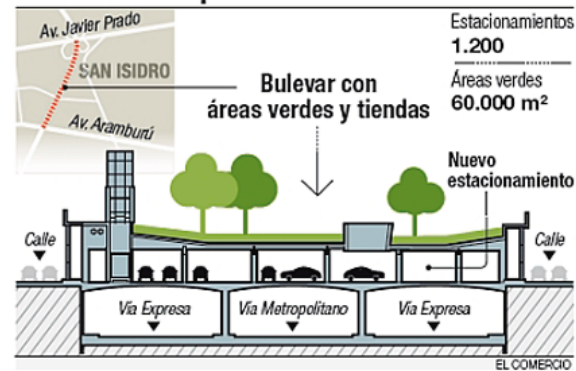 Av. Javier Prado
SAN ISIDRO
Av. Aramburú
Estacionamientos
1.200
Áreas verdes
60.000 m²
Bulevar con
áreas verdes y tiendas
Nuevo
estacionamiento
Calle
Calle
Vía Expresa
Vía Metropolitano
Vía Expresa
EL COMERCIO